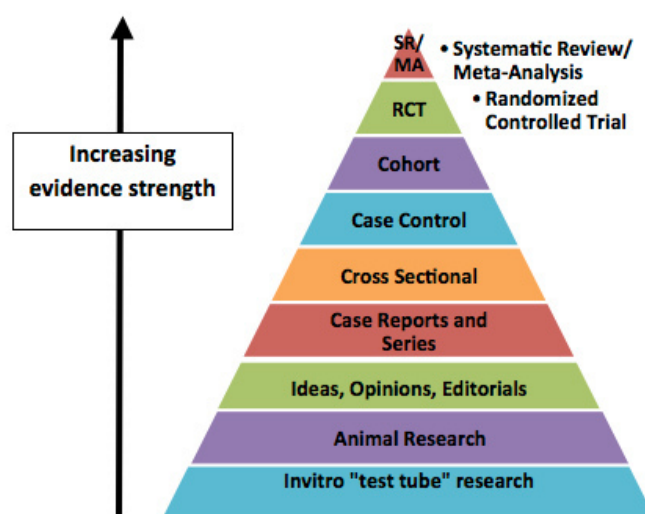 SR/
MA
• Systematic Review/
Meta-Analysis
• Randomized
Controlled Trial
RCT
Increasing
evidence strength
Cohort
Case Control
Cross Sectional
Case Reports and
Series
Ideas, Opinions, Editorials
Animal Research
Invitro "test tube" research